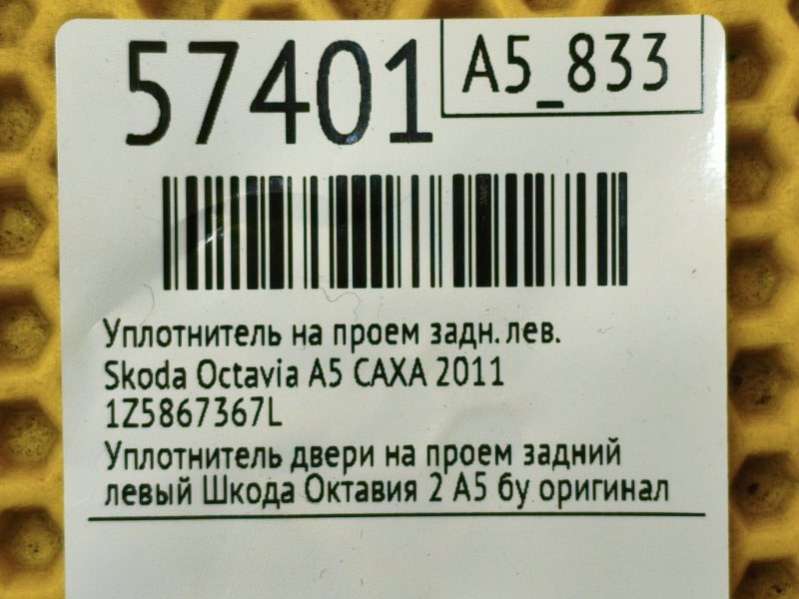 57401
A5_833
Уплотнитель на проем задн. лев.
Skoda Octavia A5 CAXA 2011
1Z5867367L
Уплотнитель двери на проем задний
левый Шкода Октавия 2 А5 бу оригинал